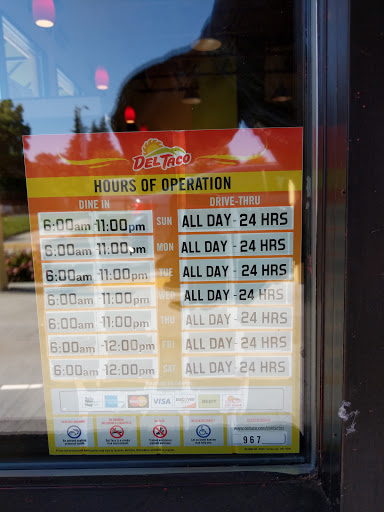 DEL TACO
HOURS OF OPERATION
DINE IN DRIVE-THRU
6:00am - 11:00pm SUN ALL DAY - 24 HRS
6:00am - 11:00pm MON ALL DAY - 24 HRS
6:00am - 11:00pm TUE ALL DAY - 24 HRS
6:00am - 11:00pm WED ALL DAY - 24 HRS
6:00am - 11:00pm THU ALL DAY - 24 HRS
6:00am - 12:00pm FRI ALL DAY - 24 HRS
6:00am - 12:00pm SAT ALL DAY - 24 HRS
VISA DISCOVER DEBIT
967